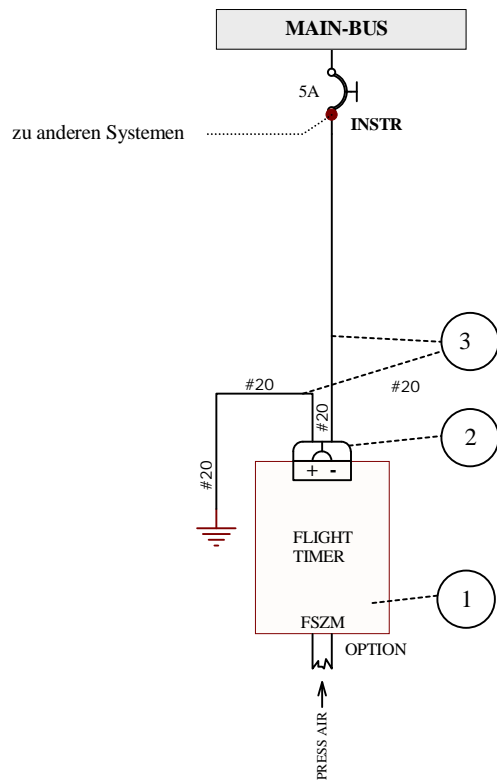 MAIN-BUS
5A
zu anderen Systemen
INSTR
3
#20
#20
#20
2
#20
+ -
FLIGHT
TIMER
1
FSZM
OPTION
PRESS AIR